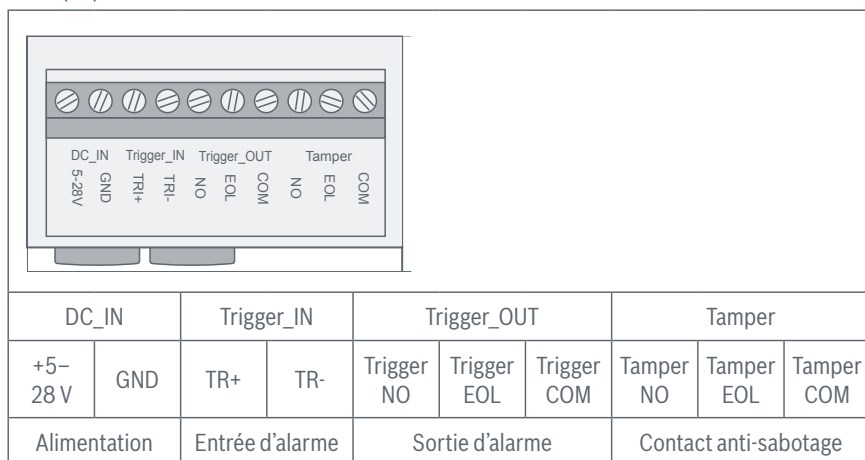 DC_IN Trigger_IN Trigger_OUT Tamper
5-28V GND TRI+ TRI- NO EOL COM NO EOL COM
DC_IN Trigger_IN Trigger_OUT Tamper
+5–28 V GND TR+ TR- Trigger NO Trigger EOL Trigger COM Tamper NO Tamper EOL Tamper COM
Alimentation Entrée d’alarme Sortie d’alarme Contact anti-sabotage